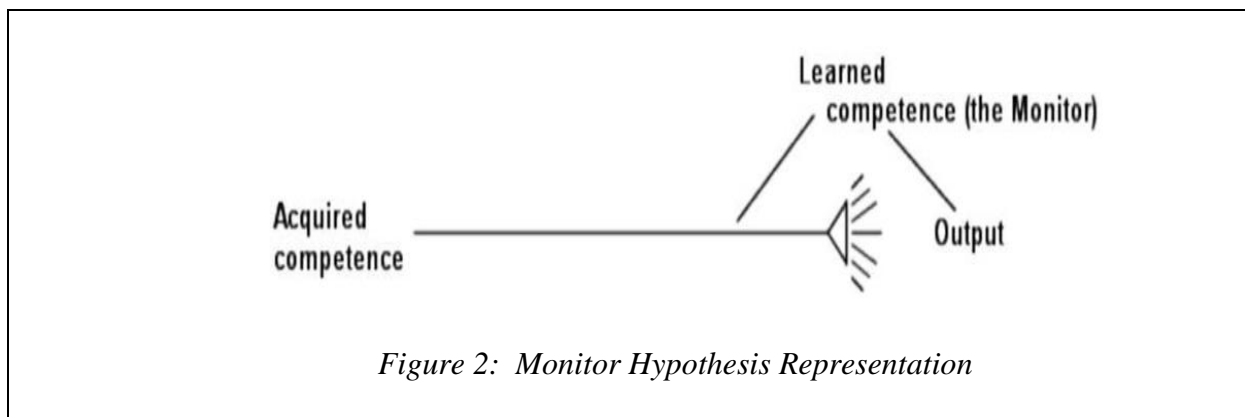 Learned
competence (the Monitor)
Acquired
competence
Output
Figure 2: Monitor Hypothesis Representation